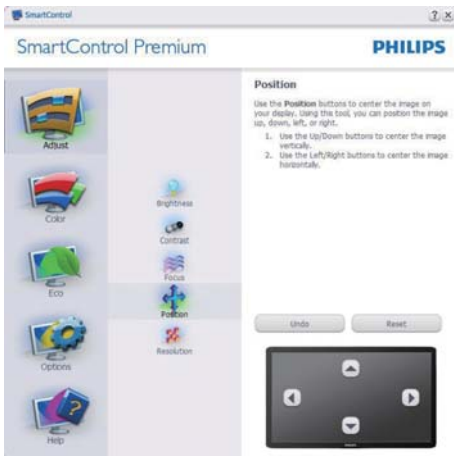 SmartControl
SmartControl Premium
PHILIPS
Adjust
Color
Eco
Options
Help
Brightness
Contrast
Focus
Position
Resolution
Position
Use the Position buttons to center the image on
your display. Using this tool, you can position the image
up, down, left, or right.
1. Use the Up/Down buttons to center the image
vertically.
2. Use the Left/Right buttons to center the image
horizontally.
Undo
Reset